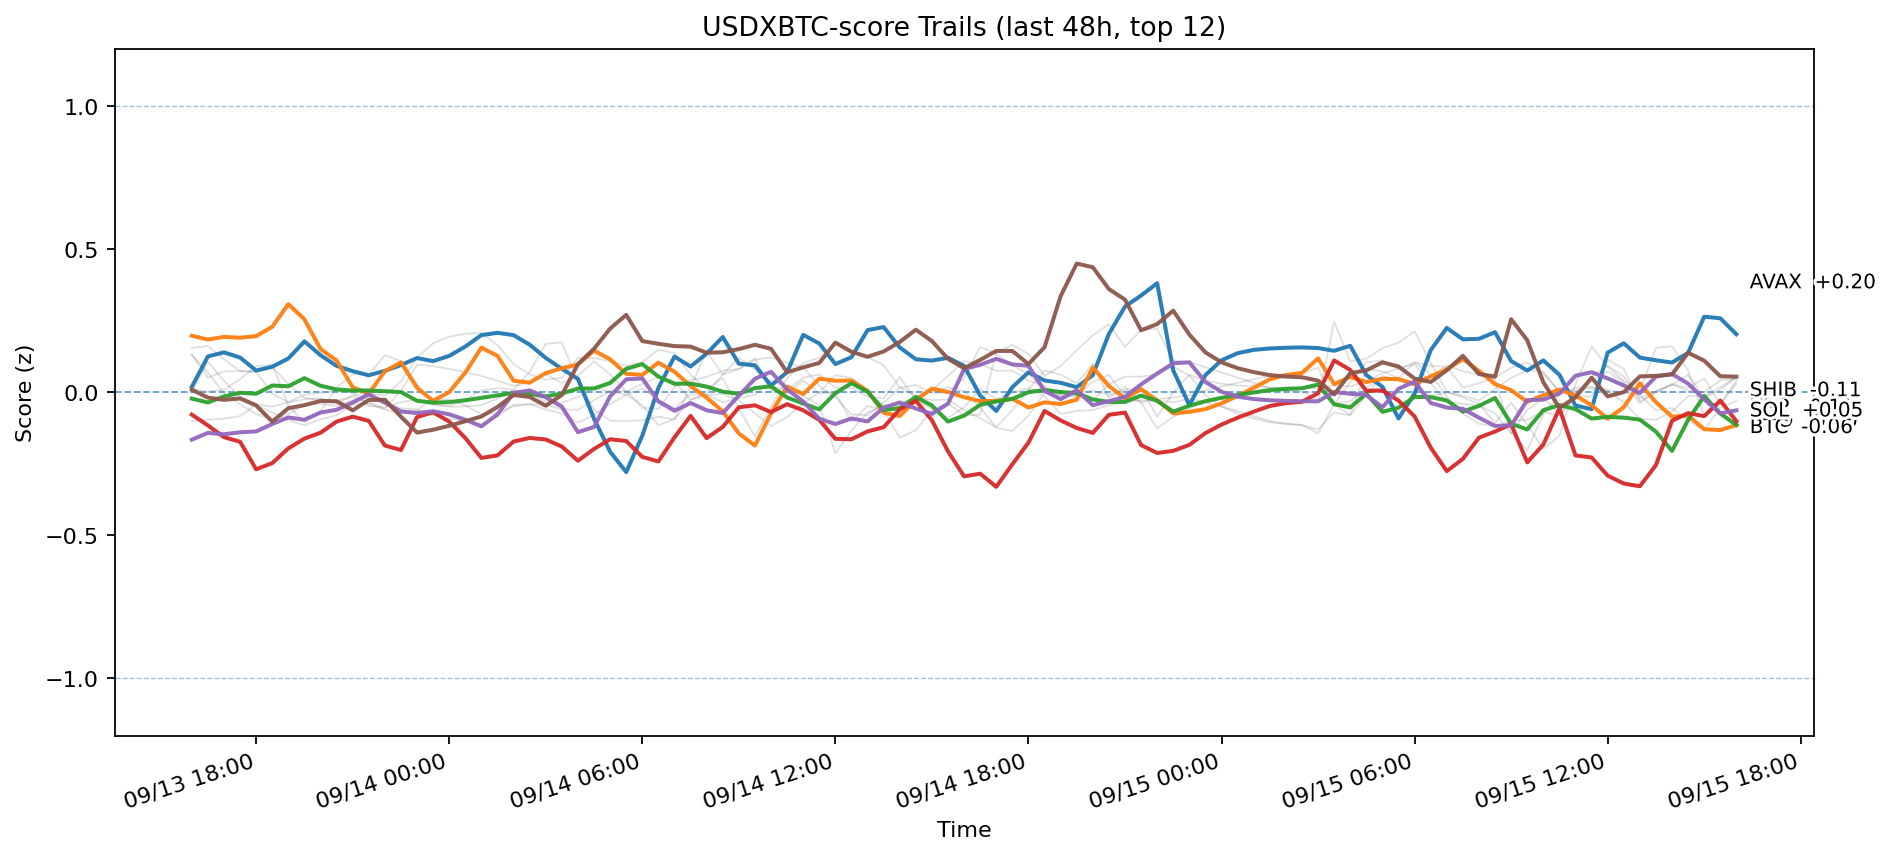 USDXBTC-score Trails (last 48h, top 12)
Score (z)
1.0
0.5
0.0
−0.5
−1.0
AVAX +0.20
SHIB -0.11
SOL +0.05
BTC -0.06
09/13 18:00
09/14 00:00
09/14 06:00
09/14 12:00
09/14 18:00
09/15 00:00
09/15 06:00
09/15 12:00
09/15 18:00
Time